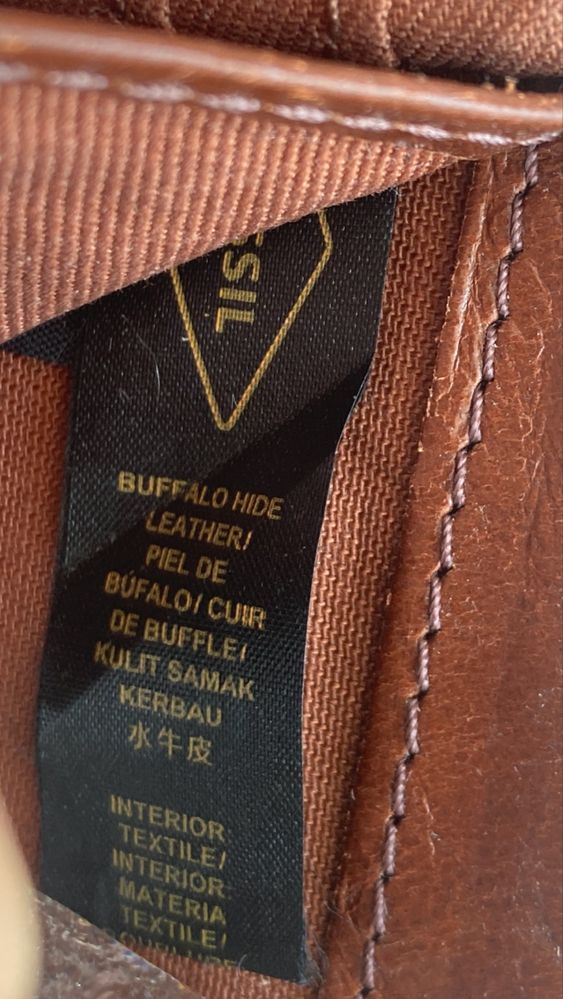 SSIL
BUFFALO HIDE
LEATHER/
PIEL DE
BÚFALO/ CUIR
DE BUFFLE/
KULIT SAMAK
KERBAU
水牛皮
INTERIOR
TEXTILE/
INTERIOR:
MATERIA
TEXTILE/